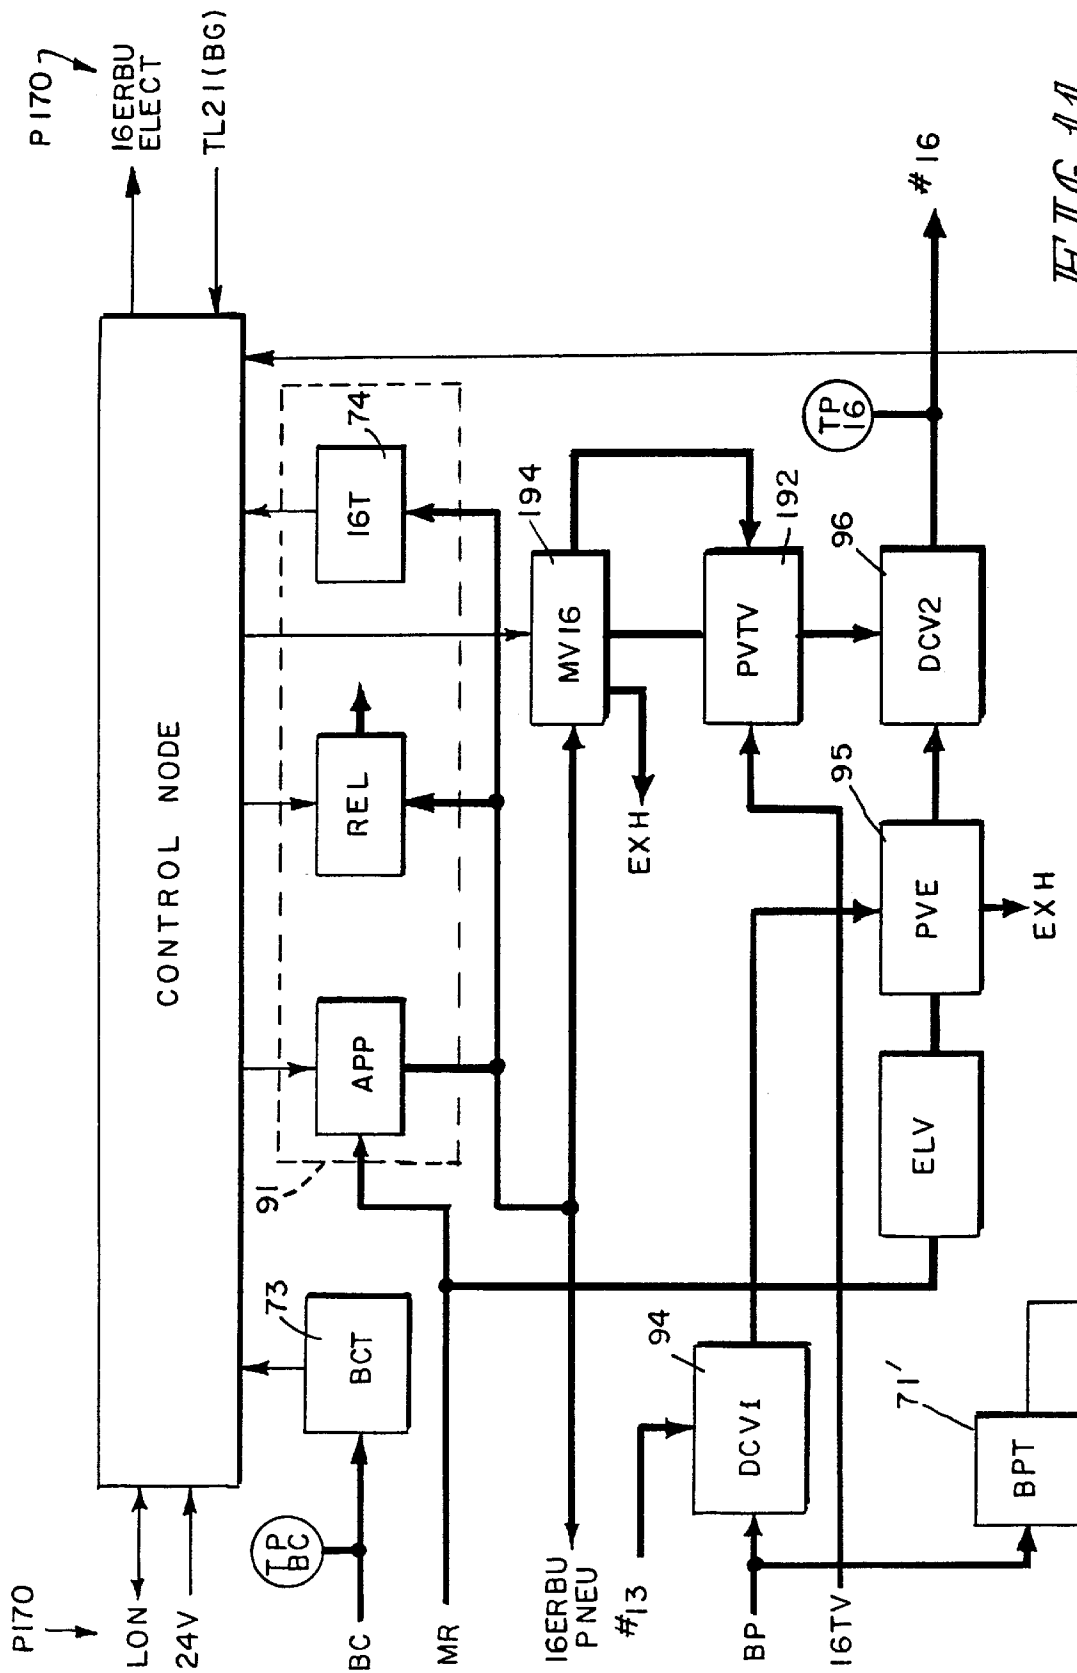 P170
LON
24V
CONTROL NODE
P170
16ERBU
ELECT
TL21(BG)
TP
BC
BC
73
BCT
91
APP
REL
16T
74
MR
16ERBU
PNEU
MV16
194
EXH
#13
94
DCV1
BP
16TV
PVTV
192
TP
16
71'
BPT
ELV
PVE
95
EXH
DCV2
96
#16